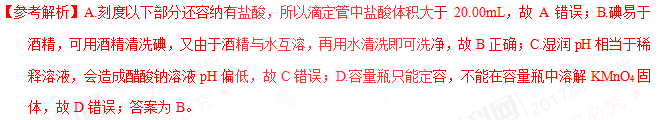 【参考解析】A.刻度以下部分还容纳有盐酸，所以滴定管中盐酸体积大于 20.00mL，故 A 错误；B.碘易于
酒精，可用酒精清洗碘，又由于酒精与水互溶，再用水清洗即可洗净，故 B 正确；C.湿润 pH 相当于稀
释溶液，会造成醋酸钠溶液 pH 偏低，故 C 错误；D.容量瓶只能定容，不能在容量瓶中溶解 KMnO₄ 固
体，故 D 错误；答案为 B。